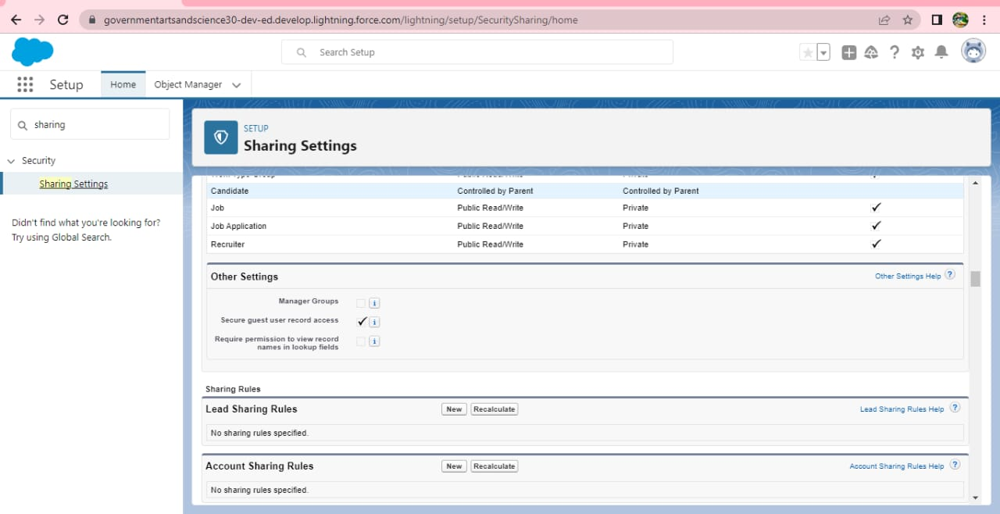 governmentartsandscience30-dev-ed.develop.lightning.force.com/lightning/setup/SecuritySharing/home
Search Setup
Setup Home Object Manager
sharing
Security
Sharing Settings
Didn't find what you're looking for?
Try using Global Search.
SETUP
Sharing Settings
Candidate Controlled by Parent Controlled by Parent
Job Public Read/Write Private
Job Application Public Read/Write Private
Recruiter Public Read/Write Private
Other Settings Other Settings Help ?
Manager Groups i
Secure guest user record access i
Require permission to view record
names in lookup fields i
Sharing Rules
Lead Sharing Rules New Recalculate Lead Sharing Rules Help ?
No sharing rules specified.
Account Sharing Rules New Recalculate Account Sharing Rules Help ?
No sharing rules specified.